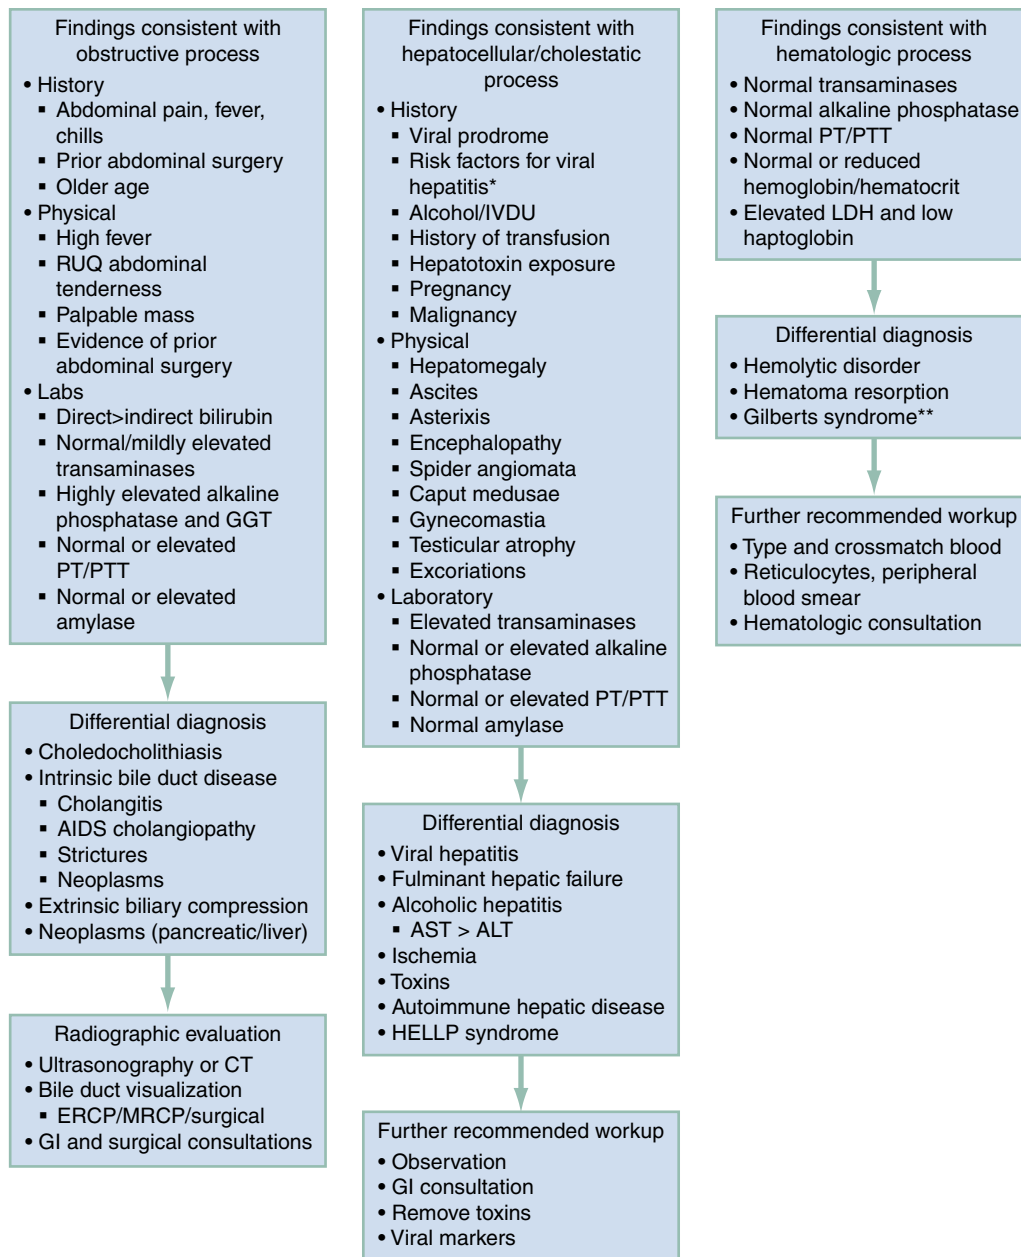 Findings consistent with
obstructive process
• History
▪ Abdominal pain, fever,
chills
▪ Prior abdominal surgery
▪ Older age
• Physical
▪ High fever
▪ RUQ abdominal
tenderness
▪ Palpable mass
▪ Evidence of prior
abdominal surgery
• Labs
▪ Direct>indirect bilirubin
▪ Normal/mildly elevated
transaminases
▪ Highly elevated alkaline
phosphatase and GGT
▪ Normal or elevated
PT/PTT
▪ Normal or elevated
amylase
Differential diagnosis
• Choledocholithiasis
• Intrinsic bile duct disease
▪ Cholangitis
▪ AIDS cholangiopathy
▪ Strictures
▪ Neoplasms
• Extrinsic biliary compression
• Neoplasms (pancreatic/liver)
Radiographic evaluation
• Ultrasonography or CT
• Bile duct visualization
▪ ERCP/MRCP/surgical
• GI and surgical consultations
Findings consistent with
hepatocellular/cholestatic
process
• History
▪ Viral prodrome
▪ Risk factors for viral
hepatitis*
▪ Alcohol/IVDU
▪ History of transfusion
▪ Hepatotoxin exposure
▪ Pregnancy
▪ Malignancy
• Physical
▪ Hepatomegaly
▪ Ascites
▪ Asterixis
▪ Encephalopathy
▪ Spider angiomata
▪ Caput medusae
▪ Gynecomastia
▪ Testicular atrophy
▪ Excoriations
• Laboratory
▪ Elevated transaminases
▪ Normal or elevated alkaline
phosphatase
▪ Normal or elevated PT/PTT
▪ Normal amylase
Differential diagnosis
• Viral hepatitis
• Fulminant hepatic failure
• Alcoholic hepatitis
▪ AST > ALT
• Ischemia
• Toxins
• Autoimmune hepatic disease
• HELLP syndrome
Further recommended workup
• Observation
• GI consultation
• Remove toxins
• Viral markers
Findings consistent with
hematologic process
• Normal transaminases
• Normal alkaline phosphatase
• Normal PT/PTT
• Normal or reduced
hemoglobin/hematocrit
• Elevated LDH and low
haptoglobin
Differential diagnosis
• Hemolytic disorder
• Hematoma resorption
• Gilberts syndrome**
Further recommended workup
• Type and crossmatch blood
• Reticulocytes, peripheral
blood smear
• Hematologic consultation